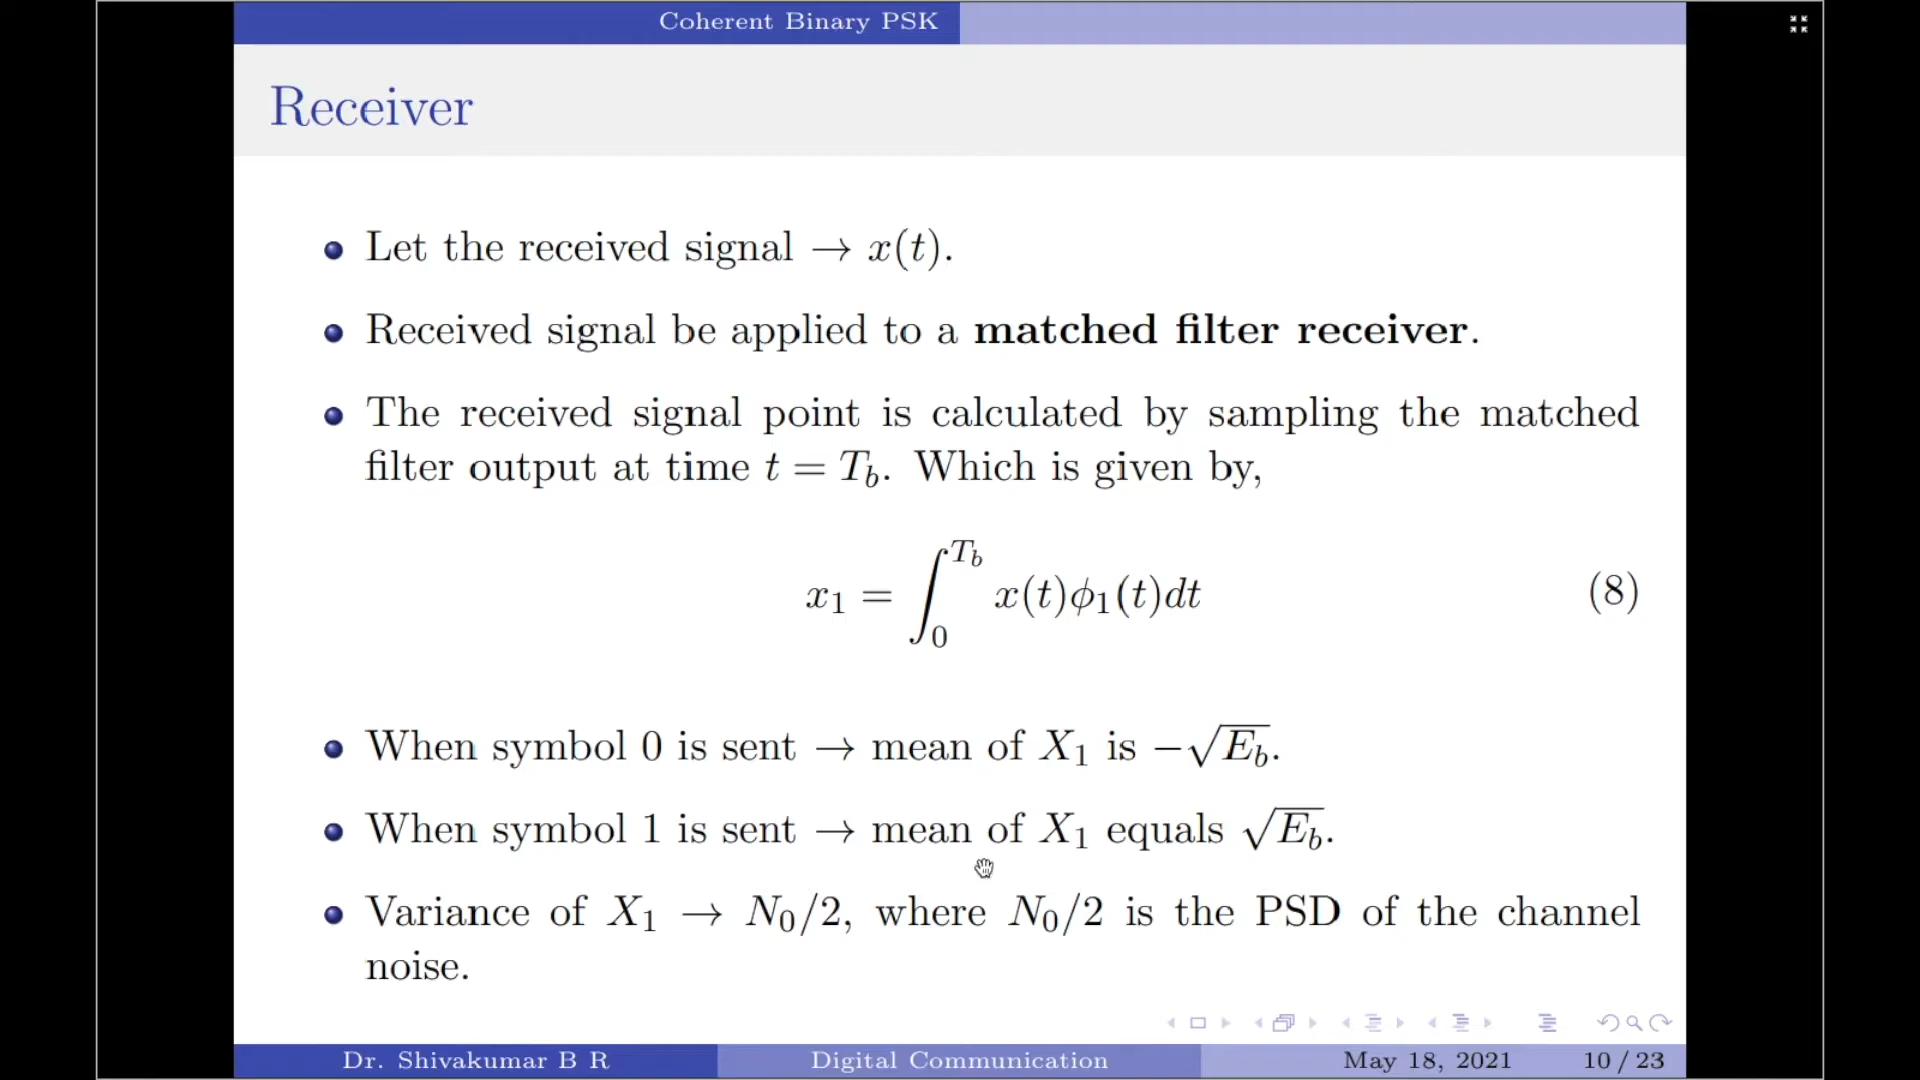 Coherent Binary PSK
Receiver
Let the received signal → x(t).
Received signal be applied to a matched filter receiver.
The received signal point is calculated by sampling the matched
filter output at time t = T_b. Which is given by,
x_1 = ∫_0^{T_b} x(t)ϕ_1(t)dt (8)
When symbol 0 is sent → mean of X_1 is −√E_b.
When symbol 1 is sent → mean of X_1 equals √E_b.
Variance of X_1 → N_0/2, where N_0/2 is the PSD of the channel
noise.
Dr. Shivakumar B R Digital Communication May 18, 2021 10 / 23